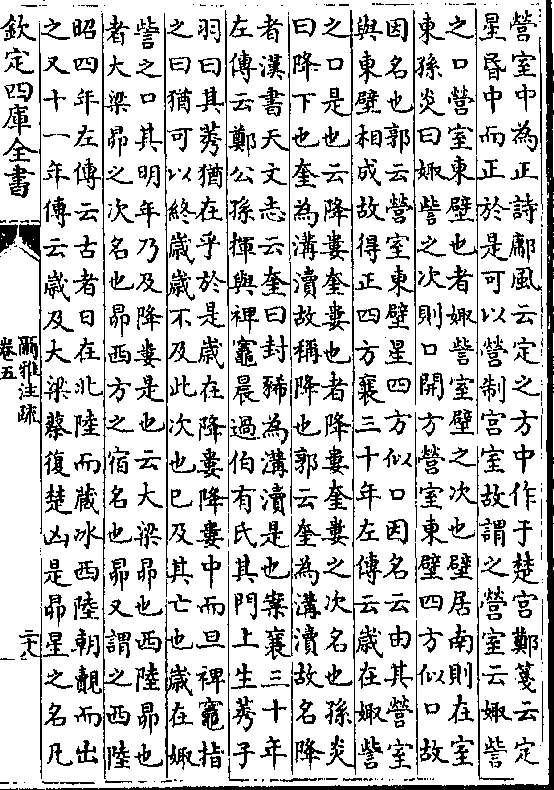 營室中為正詩鄘風云定之方中作于楚宮鄭箋云定
星昏中而正於是可以營制宮室故謂之營室云娵訾
之口營室東壁也者娵訾室壁之次也壁居南則在室
東孫炎曰娵訾之次則口開方營室東壁四方似口故
因名也郭云營室東壁星四方似口因名云由其營室
與東壁相成故得正四方襄三十年左傳云歲在娵訾
之口是也云降婁奎婁也者降婁奎婁之次名也孫炎
曰降下也奎為溝瀆故稱降也郭云奎為溝瀆故名降
者漢書天文志云奎曰封豨為溝瀆是也案襄三十年
左傳云鄭公孫揮與裨竈晨過伯有氏其門上生莠子
羽曰其莠猶在乎於是歲在降婁降婁中而旦裨竈指
之曰猶可以終歲歲不及此次也巳及其亡也歲在娵
訾之口其明年乃及降婁是也云大梁昴也西陸昴也
者大梁昴之次名也昴西方之宿名也昴又謂之西陸
昭四年左傳云古者日在北陸而藏冰西陸朝覿而出
之又十一年傳云歲及大梁蔡復楚凶是昴星之名凡
欽定四庫全書
爾雅注疏
卷五
二十八